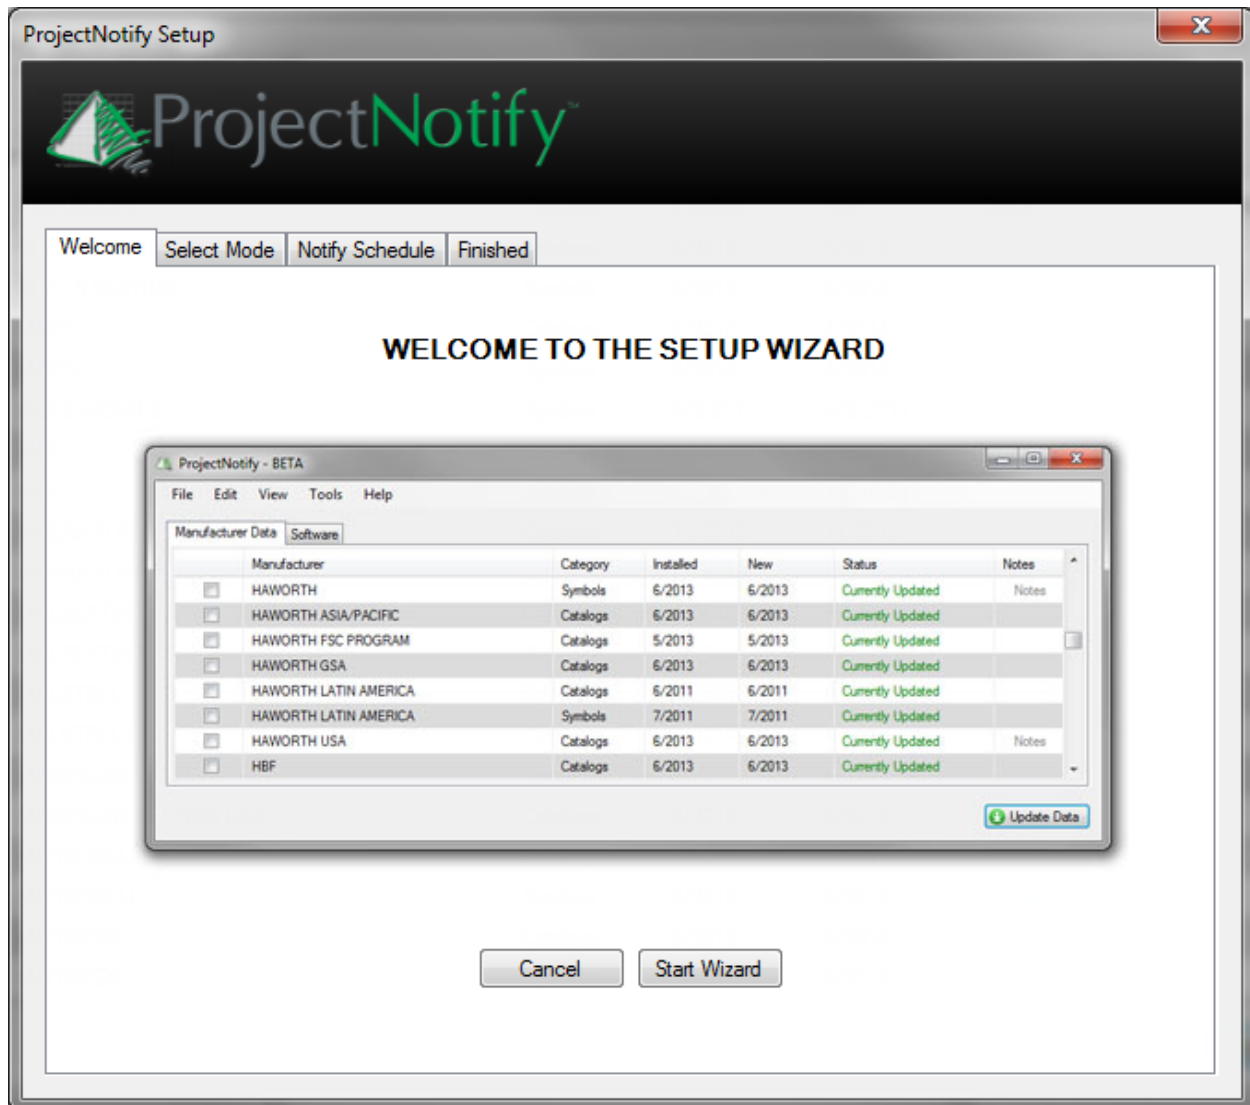 ProjectNotify Setup
ProjectNotify™
Welcome Select Mode Notify Schedule Finished
WELCOME TO THE SETUP WIZARD
ProjectNotify - BETA
File Edit View Tools Help
Manufacturer Data Software
Manufacturer Category Installed New Status Notes
HAWORTH Symbols 6/2013 6/2013 Currently Updated Notes
HAWORTH ASIA/PACIFIC Catalogs 6/2013 6/2013 Currently Updated
HAWORTH FSC PROGRAM Catalogs 5/2013 5/2013 Currently Updated
HAWORTH GSA Catalogs 6/2013 6/2013 Currently Updated
HAWORTH LATIN AMERICA Catalogs 6/2011 6/2011 Currently Updated
HAWORTH LATIN AMERICA Symbols 7/2011 7/2011 Currently Updated
HAWORTH USA Catalogs 6/2013 6/2013 Currently Updated Notes
HBF Catalogs 6/2013 6/2013 Currently Updated
Update Data
Cancel Start Wizard